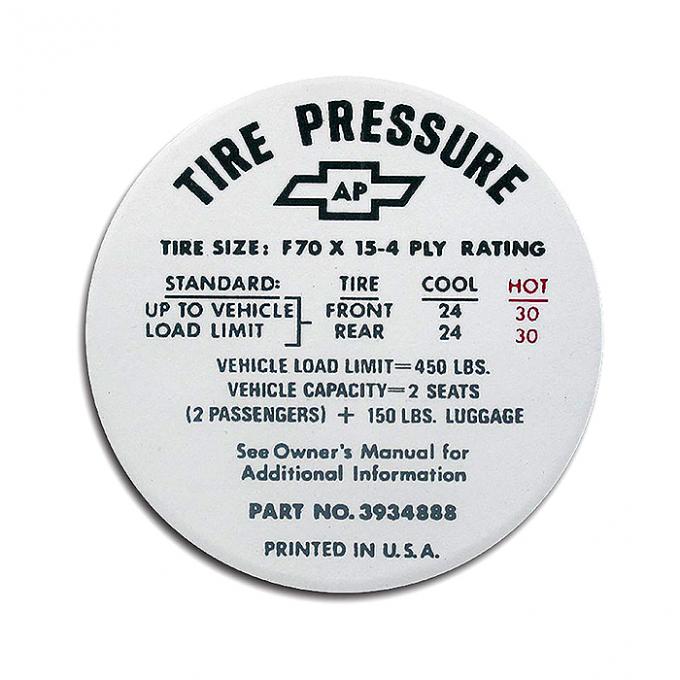 TIRE PRESSURE
AP
TIRE SIZE: F70 X 15-4 PLY RATING
STANDARD: TIRE COOL HOT
UP TO VEHICLE FRONT 24 30
LOAD LIMIT REAR 24 30
VEHICLE LOAD LIMIT=450 LBS.
VEHICLE CAPACITY=2 SEATS
(2 PASSENGERS) + 150 LBS. LUGGAGE
See Owner's Manual for
Additional Information
PART NO. 3934888
PRINTED IN U.S.A.